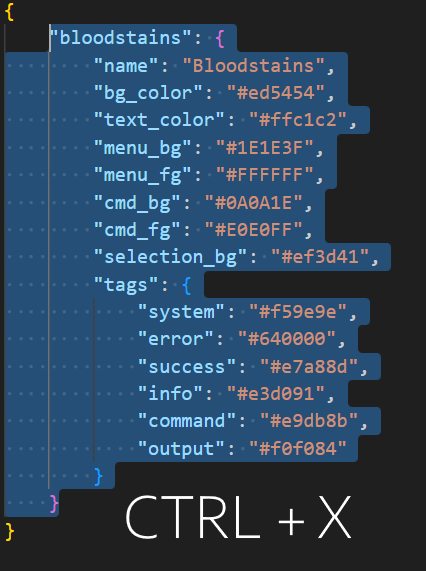 {
    "bloodstains": {
        "name": "Bloodstains",
        "bg_color": "#ed5454",
        "text_color": "#ffc1c2",
        "menu_bg": "#1E1E3F",
        "menu_fg": "#FFFFFF",
        "cmd_bg": "#0A0A1E",
        "cmd_fg": "#E0E0FF",
        "selection_bg": "#ef3d41",
        "tags": {
            "system": "#f59e9e",
            "error": "#640000",
            "success": "#e7a88d",
            "info": "#e3d091",
            "command": "#e9db8b",
            "output": "#f0f084"
        }
    }
}
CTRL + X